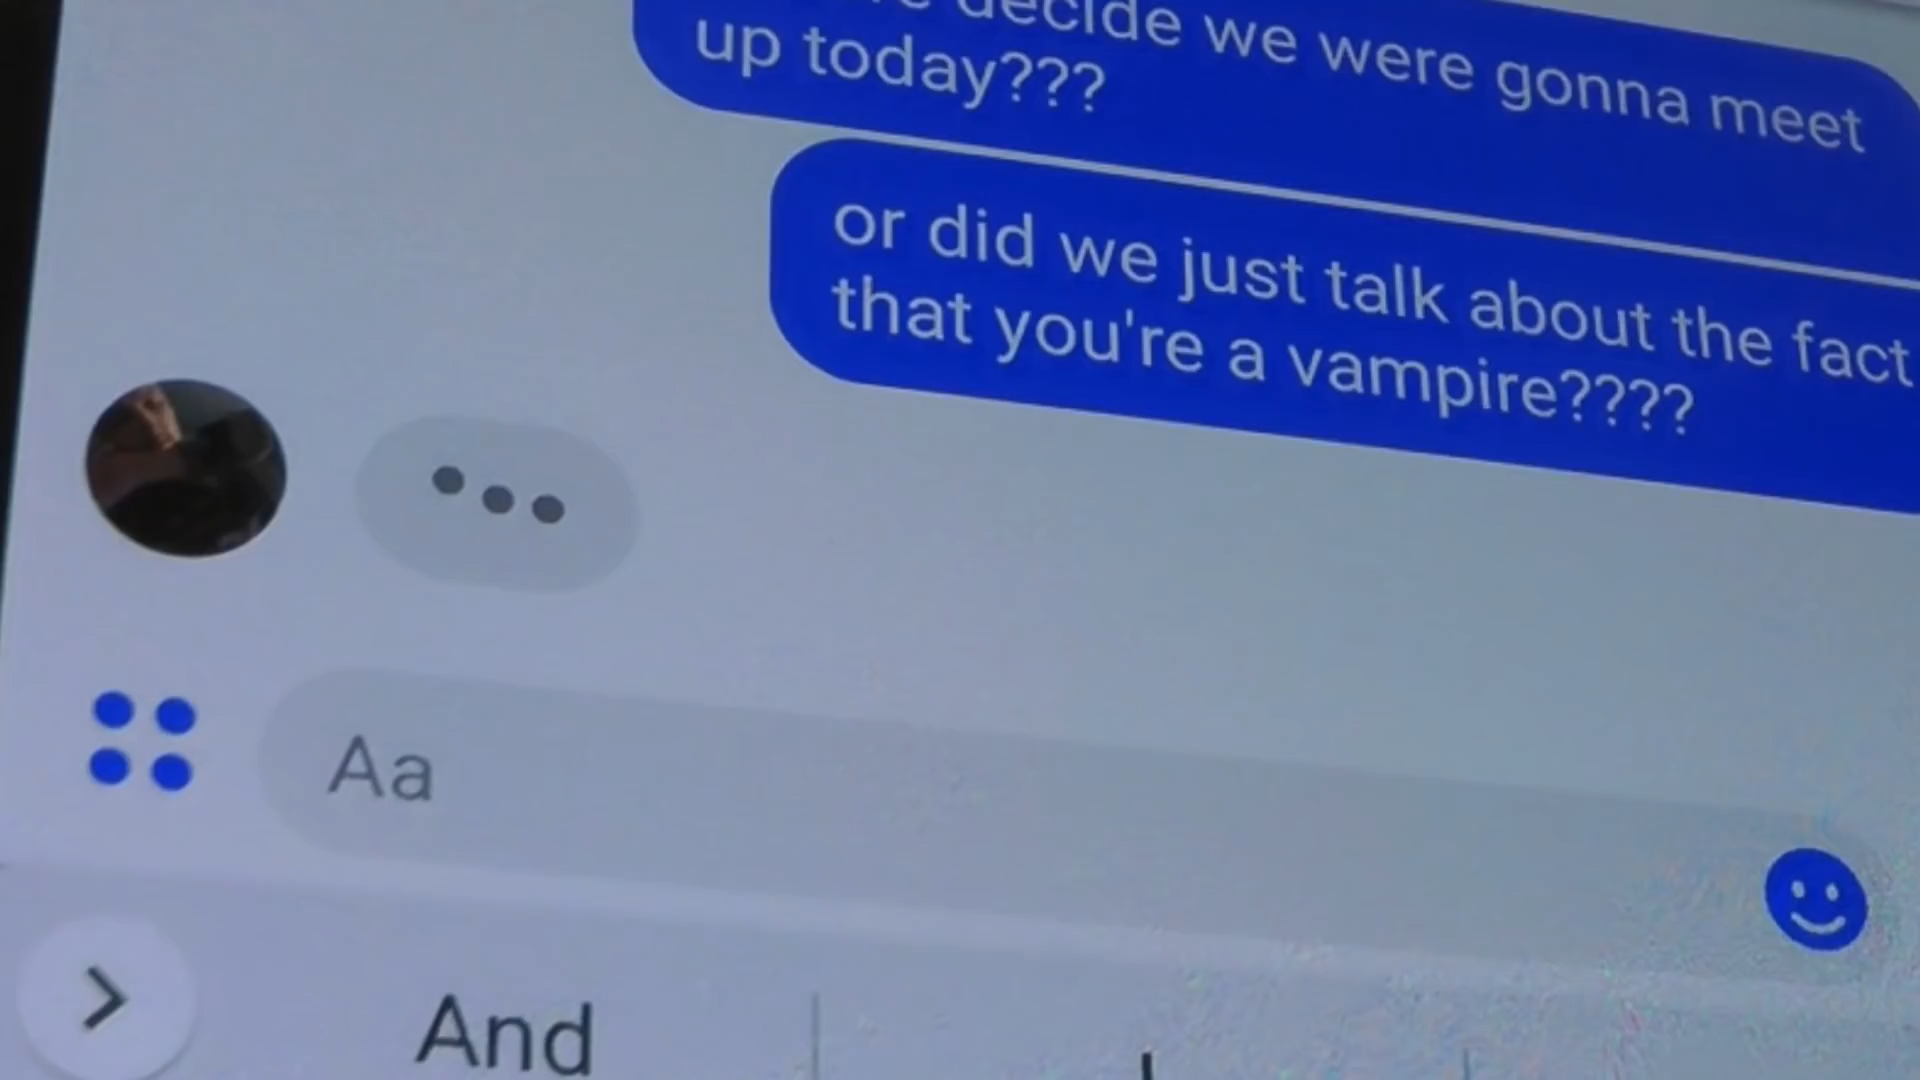 decide we were gonna meet
up today???
or did we just talk about the fact
that you're a vampire????
Aa
And